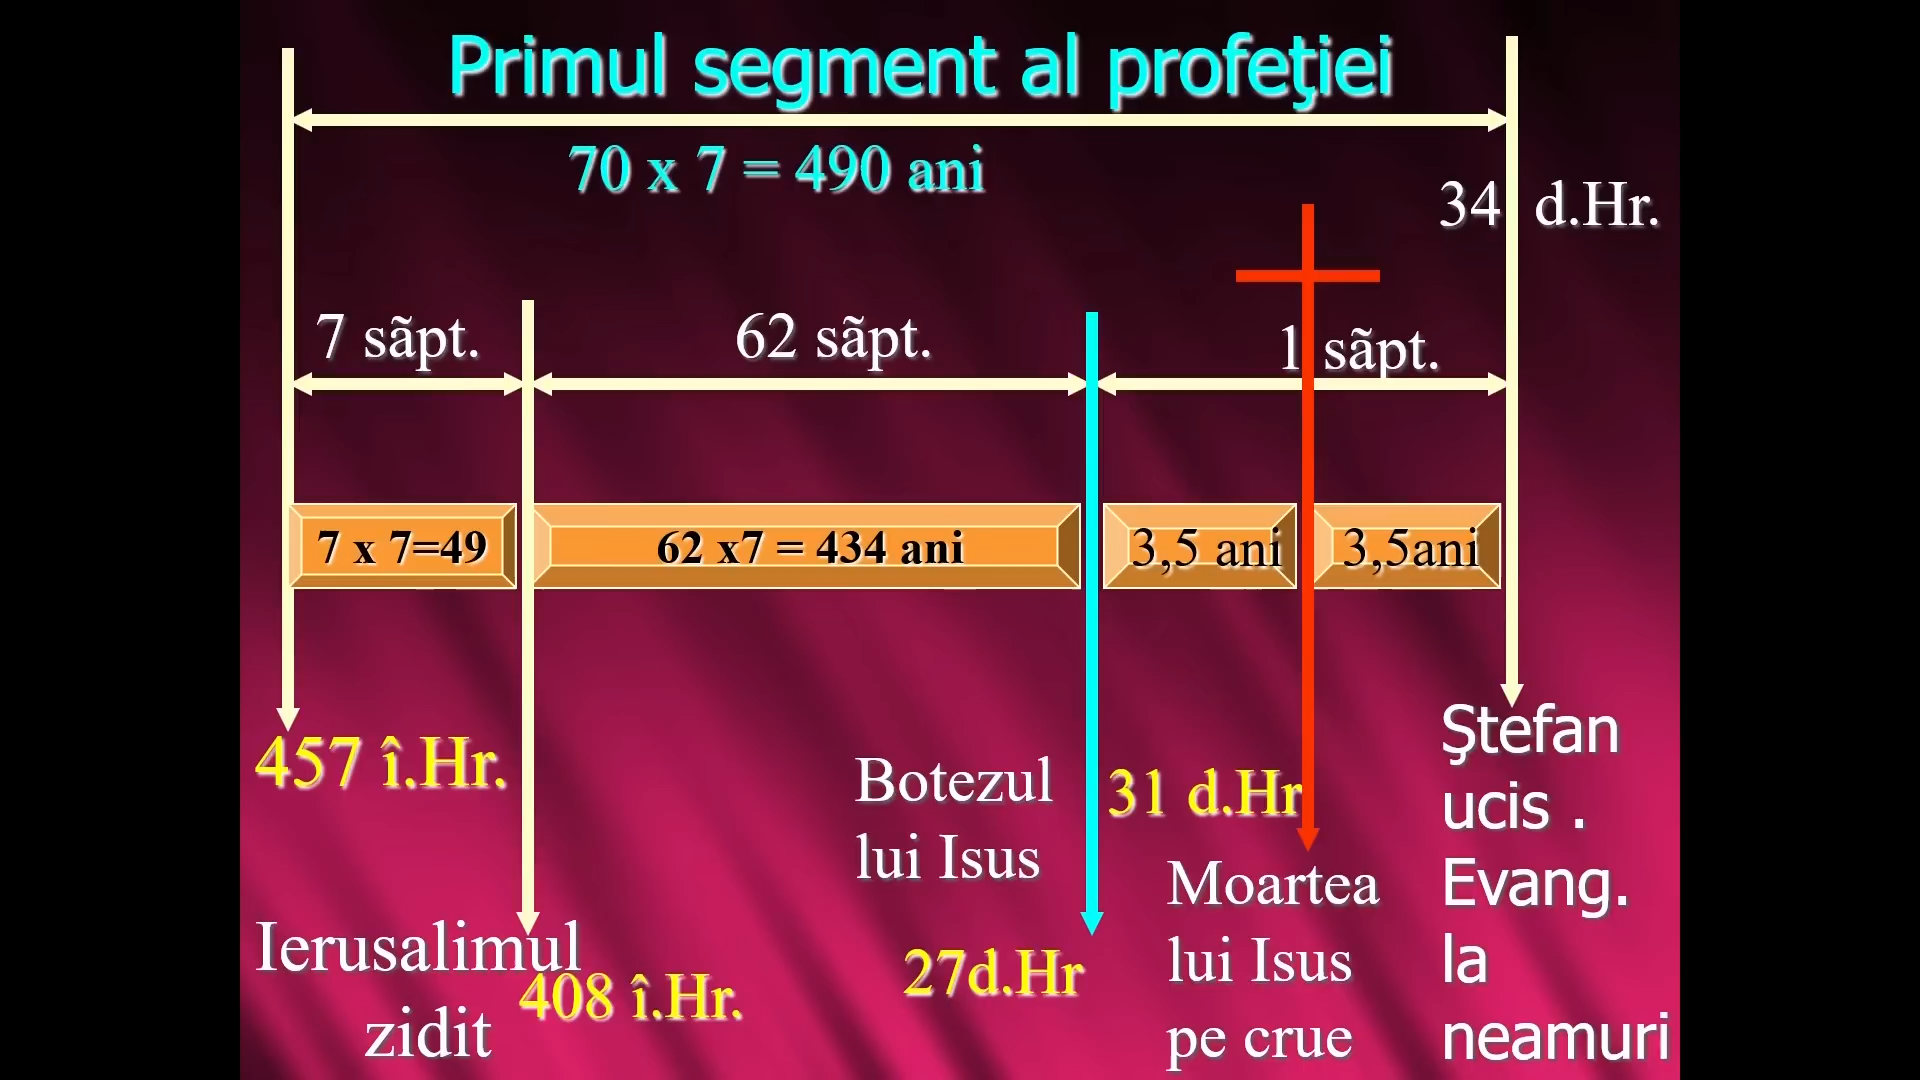 Primul segment al profeţiei
70 x 7 = 490 ani
34 d.Hr.
7 sãpt.
62 sãpt.
1 sãpt.
7 x 7=49
62 x7 = 434 ani
3,5 ani
3,5ani
457 î.Hr.
Botezul
lui Isus
31 d.Hr
Ştefan
ucis .
Evang.
la
neamuri
Moartea
lui Isus
pe crue
Ierusalimul
zidit
408 î.Hr.
27d.Hr